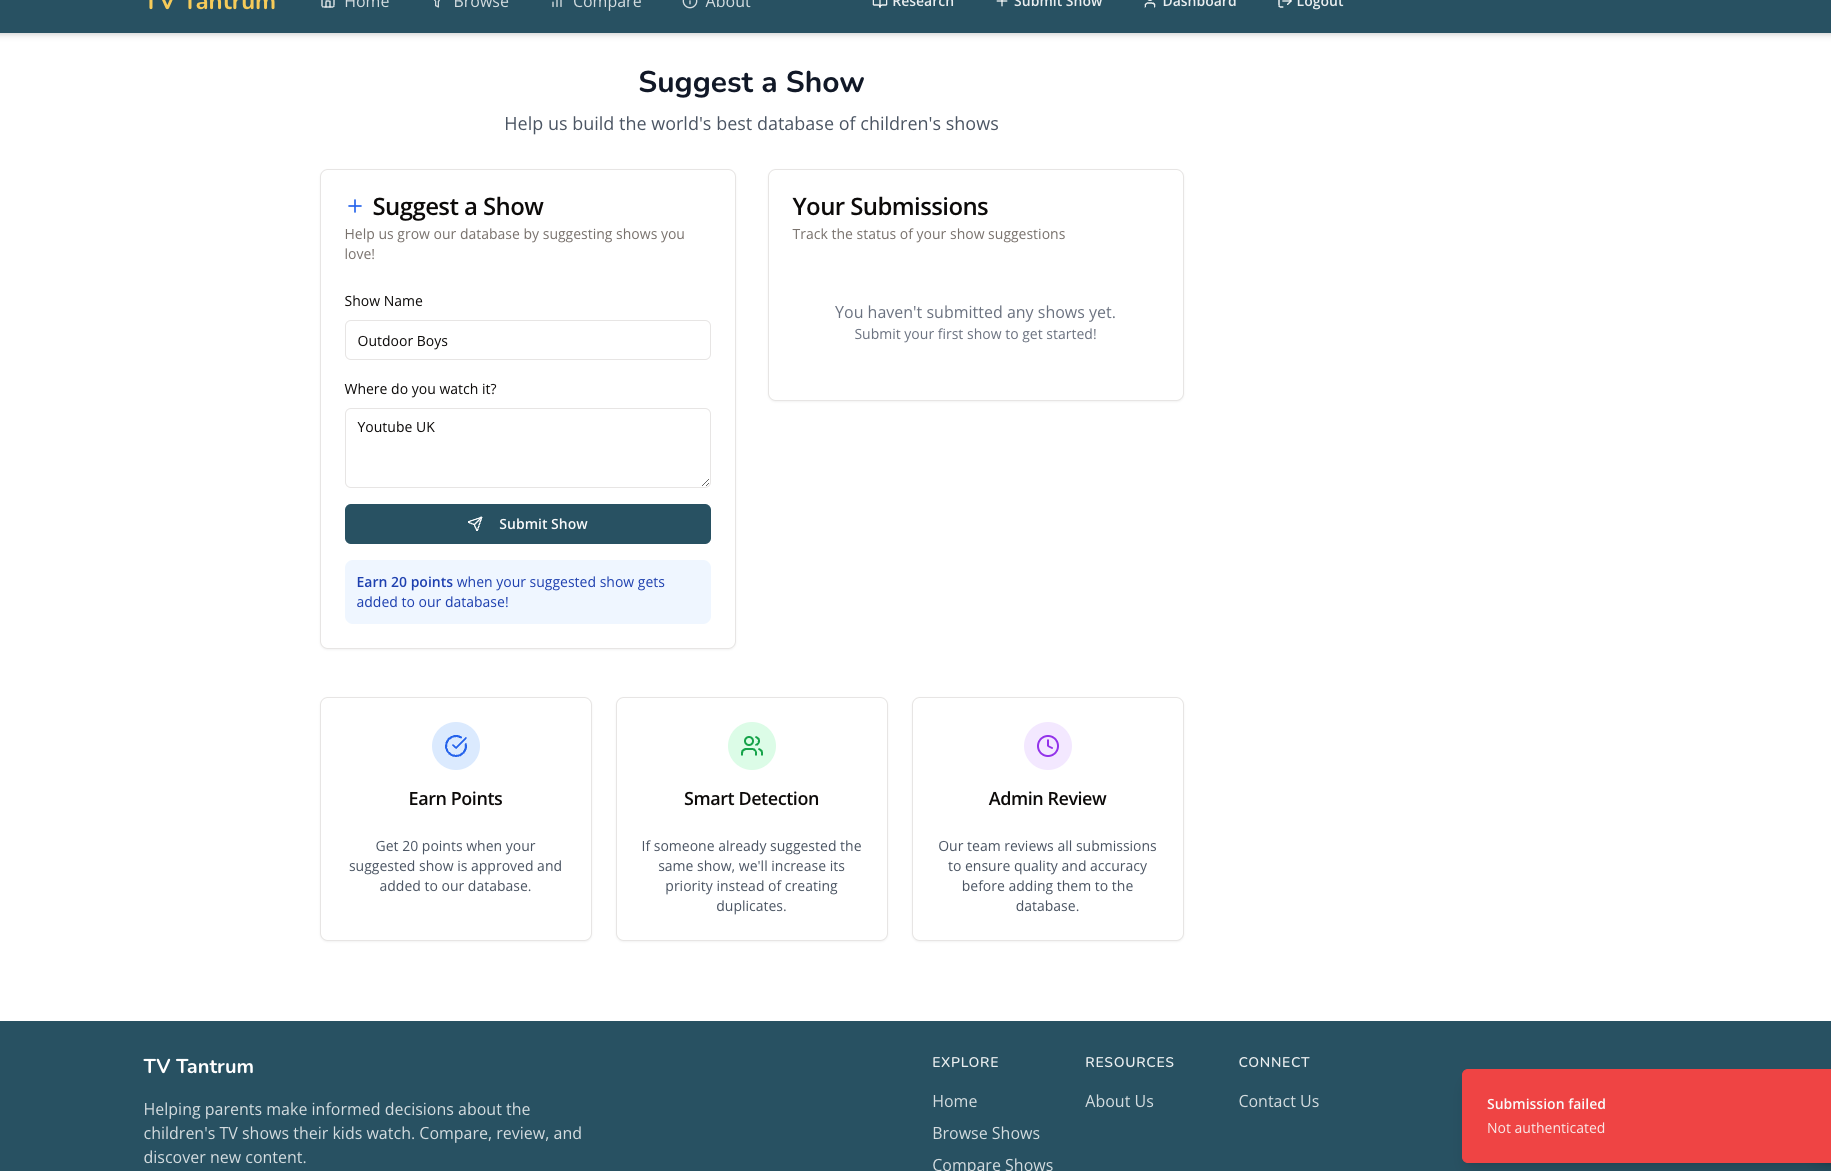 TV Tantrum
Home
Browse
Compare
About
Research
Submit Show
Dashboard
Logout
Suggest a Show
Help us build the world's best database of children's shows
Suggest a Show
Help us grow our database by suggesting shows you
love!
Show Name
Outdoor Boys
Where do you watch it?
Youtube UK
Submit Show
Earn 20 points when your suggested show gets
added to our database!
Your Submissions
Track the status of your show suggestions
You haven't submitted any shows yet.
Submit your first show to get started!
Earn Points
Get 20 points when your
suggested show is approved and
added to our database.
Smart Detection
If someone already suggested the
same show, we'll increase its
priority instead of creating
duplicates.
Admin Review
Our team reviews all submissions
to ensure quality and accuracy
before adding them to the
database.
TV Tantrum
Helping parents make informed decisions about the
children's TV shows their kids watch. Compare, review, and
discover new content.
EXPLORE
Home
Browse Shows
Compare Shows
RESOURCES
About Us
CONNECT
Contact Us
Submission failed
Not authenticated